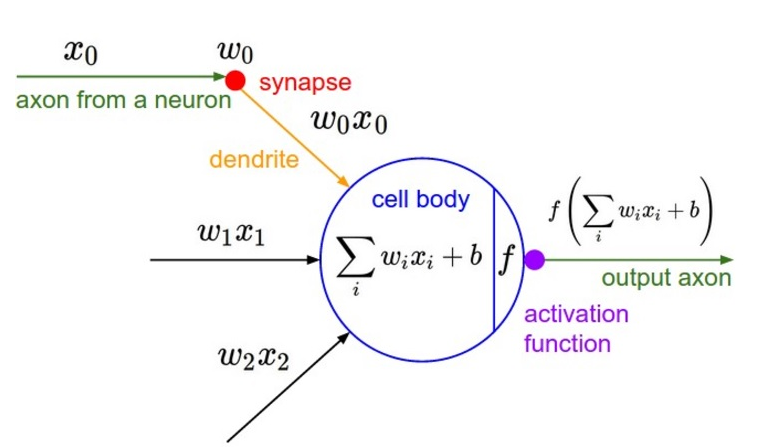 x₀
w₀
synapse
axon from a neuron
w₀x₀
dendrite
cell body
f(∑ᵢ wᵢxᵢ + b)
w₁x₁
∑ᵢ wᵢxᵢ + b
f
output axon
activation
function
w₂x₂